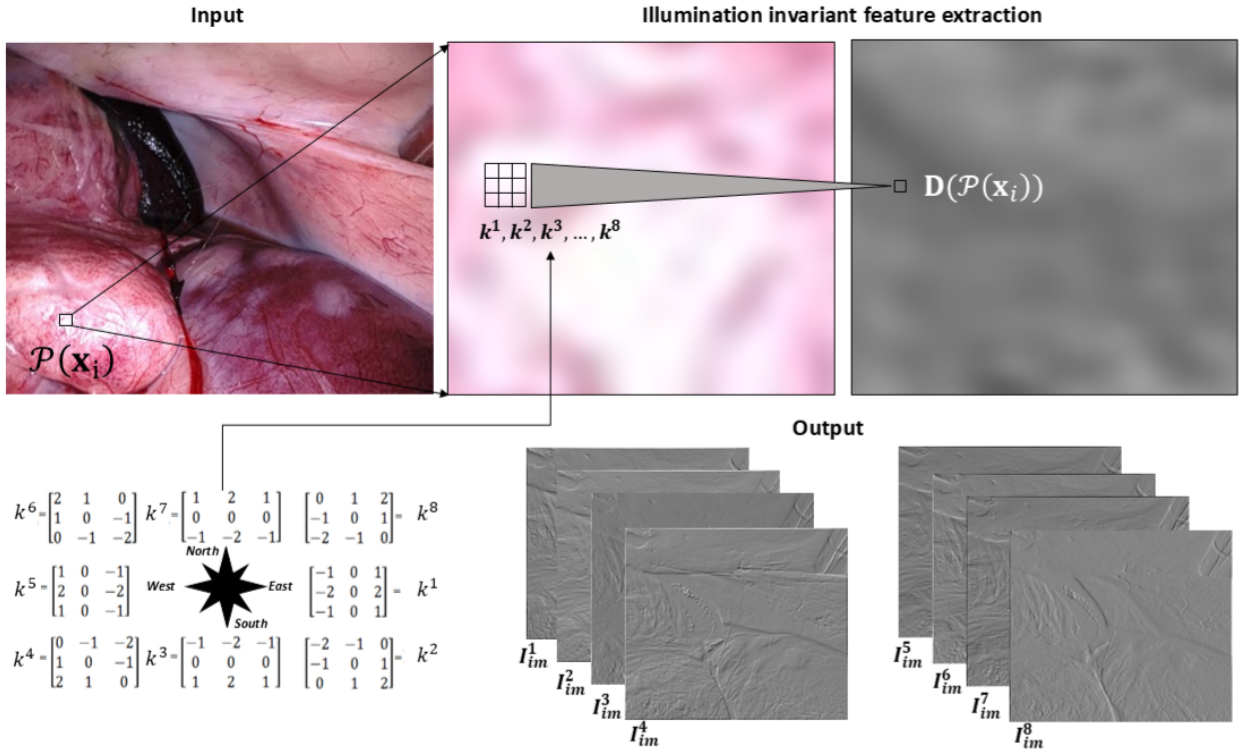 Input
Illumination invariant feature extraction
𝒫(𝐱ᵢ)
k¹, k², k³, …, k⁸
𝐃(𝒫(𝐱ᵢ))
Output
k⁶ = [2 1 0; 1 0 −1; 0 −1 −2] k⁷ = [1 2 1; 0 0 0; −1 −2 −1] [0 1 2; −1 0 1; −2 −1 0] = k⁸
North
k⁵ = [1 0 −1; 2 0 −2; 1 0 −1] West East [−1 0 1; −2 0 2; −1 0 1] = k¹
South
k⁴ = [0 −1 −2; 1 0 −1; 2 1 0] k³ = [−1 −2 −1; 0 0 0; 1 2 1] [−2 −1 0; −1 0 1; 0 1 2] = k²
I¹ᵢₘ
I²ᵢₘ
I³ᵢₘ
I⁴ᵢₘ
I⁵ᵢₘ
I⁶ᵢₘ
I⁷ᵢₘ
I⁸ᵢₘ